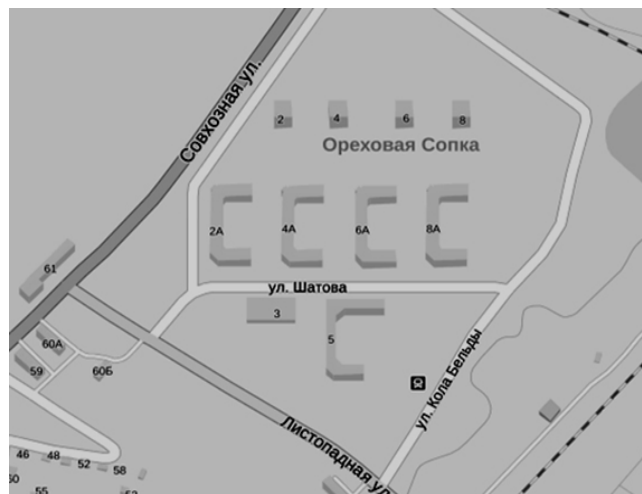 Совхозная ул.
2
4
6
8
Ореховая Сопка
2А
4А
6А
8А
61
ул. Шатова
3
5
60А
59
60Б
ул. Кола Бельды
Листопадная ул.
46
48
52
58
55